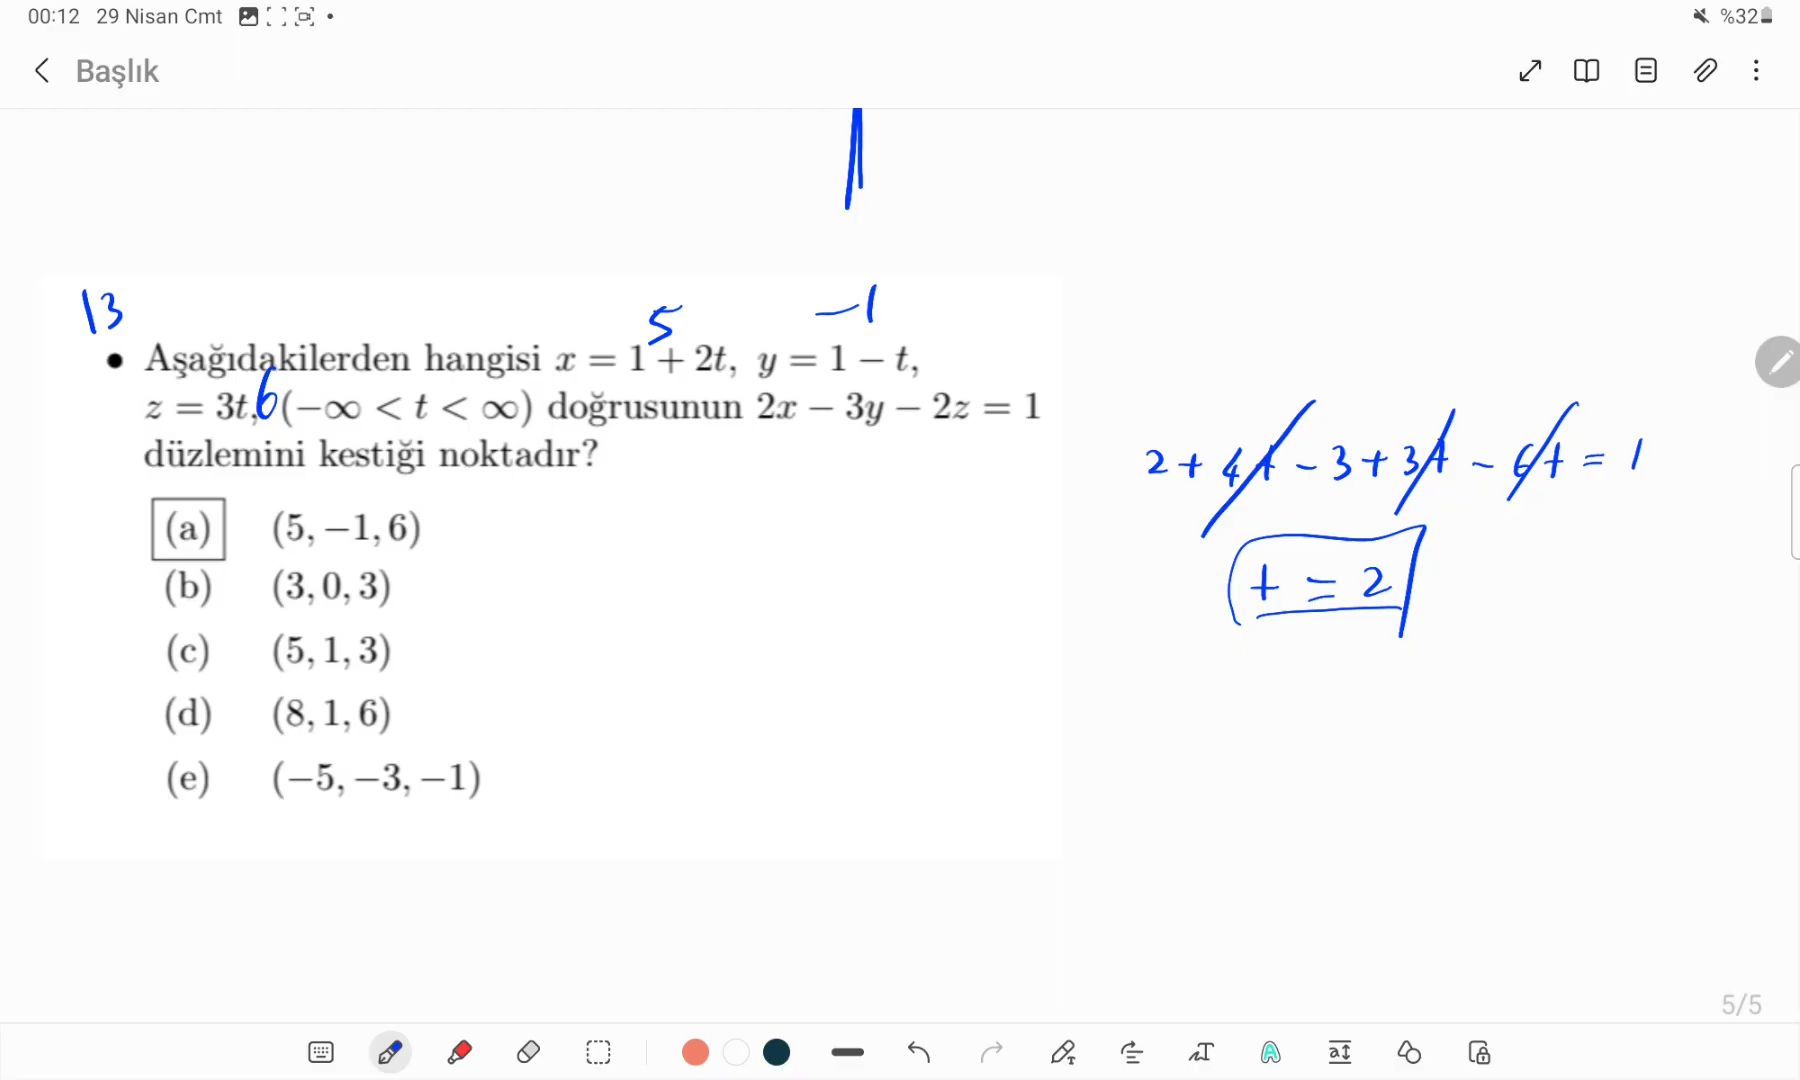 00:12 29 Nisan Cmt
%32
Başlık
13
5
-1
• Aşağıdakilerden hangisi x = 1 + 2t, y = 1 − t,
z = 3t, (−∞ < t < ∞) doğrusunun 2x − 3y − 2z = 1
6
düzlemini kestiği noktadır?
2 + 4t - 3 + 3t - 6t = 1
t = 2
(a) (5, −1, 6)
(b) (3, 0, 3)
(c) (5, 1, 3)
(d) (8, 1, 6)
(e) (−5, −3, −1)
5/5